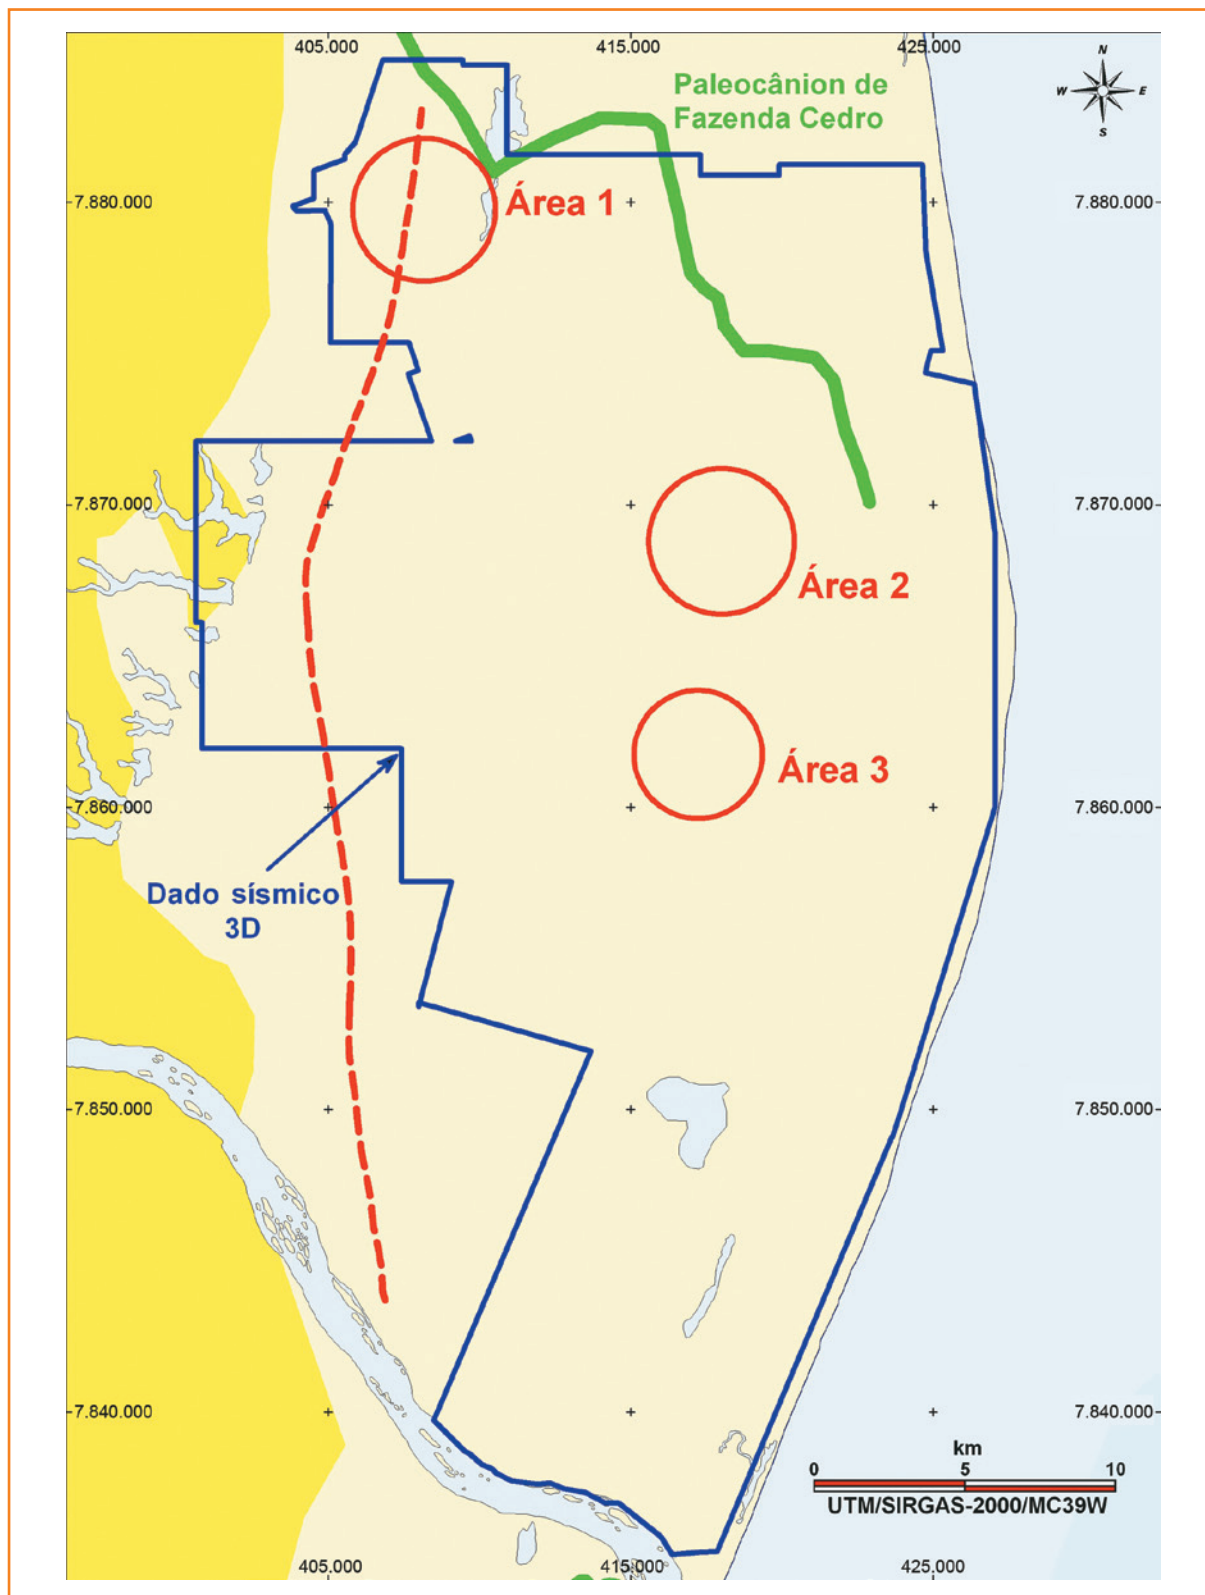 405.000 415.000 425.000
N
W E
S
Paleocânion de
Fazenda Cedro
7.880.000 Área 1 7.880.000
7.870.000 7.870.000
Área 2
Área 3
7.860.000 7.860.000
Dado sísmico
3D
7.850.000 7.850.000
7.840.000 7.840.000
km
0 5 10
UTM/SIRGAS-2000/MC39W
405.000 415.000 425.000